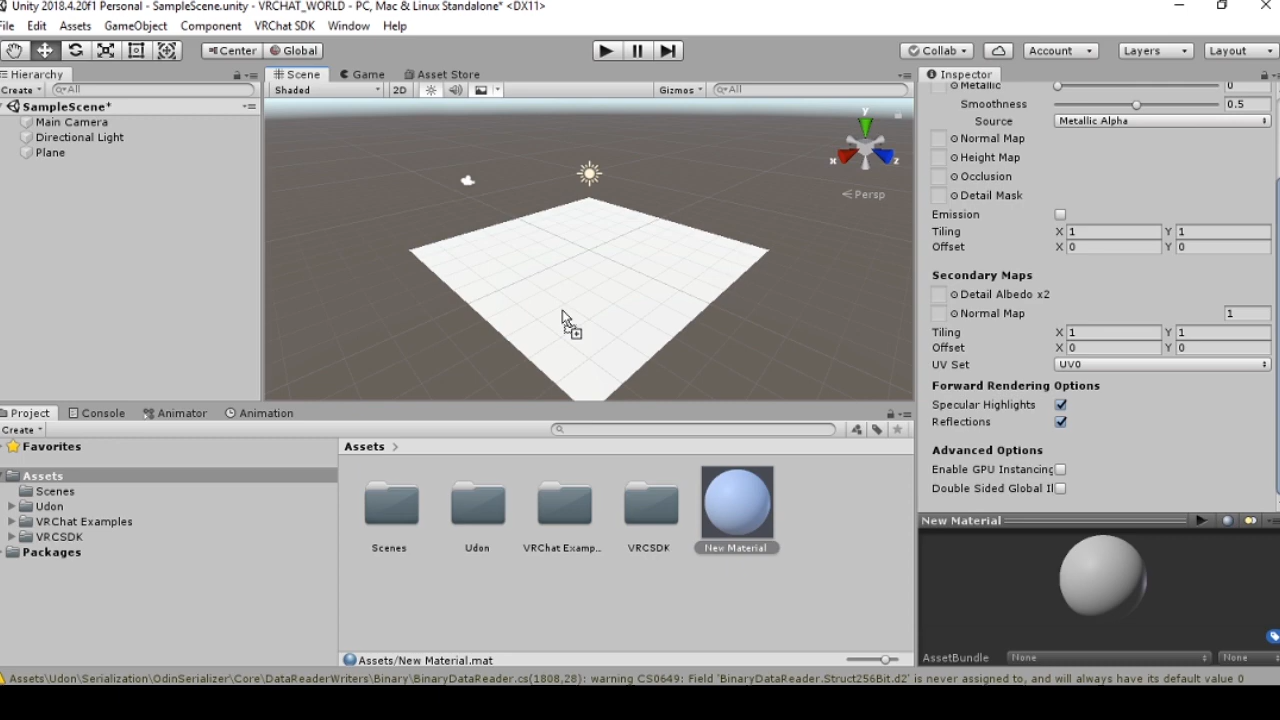 Unity 2018.4.20f1 Personal - SampleScene.unity - VRCHAT_WORLD - PC, Mac & Linux Standalone* <DX11>
File Edit Assets GameObject Component VRChat SDK Window Help
Center Global Collab Account Layers Layout
Hierarchy Scene Game Asset Store Inspector
Create All Shaded 2D Gizmos All
SampleScene*
Main Camera
Directional Light
Plane
y
x
z
Persp
Metallic 0
Smoothness 0.5
Source Metallic Alpha
Normal Map
Height Map
Occlusion
Detail Mask
Emission
Tiling X 1 Y 1
Offset X 0 Y 0
Secondary Maps
Detail Albedo x2
Normal Map 1
Tiling X 1 Y 1
Offset X 0 Y 0
UV Set UV0
Forward Rendering Options
Specular Highlights
Reflections
Advanced Options
Enable GPU Instancing
Double Sided Global Il
New Material
AssetBundle None None
Project Console Animator Animation
Create
Favorites
Assets
Scenes
Udon
VRChat Examples
VRCSDK
Packages
Assets
Scenes Udon VRChat Examp... VRCSDK New Material
Assets/New Material.mat
Assets\Udon\Serialization\OdinSerializer\Core\DataReaderWriters\Binary\BinaryDataReader.cs(1808,28): warning CS0649: Field 'BinaryDataReader.Struct256Bit.d2' is never assigned to, and will always have its default value 0